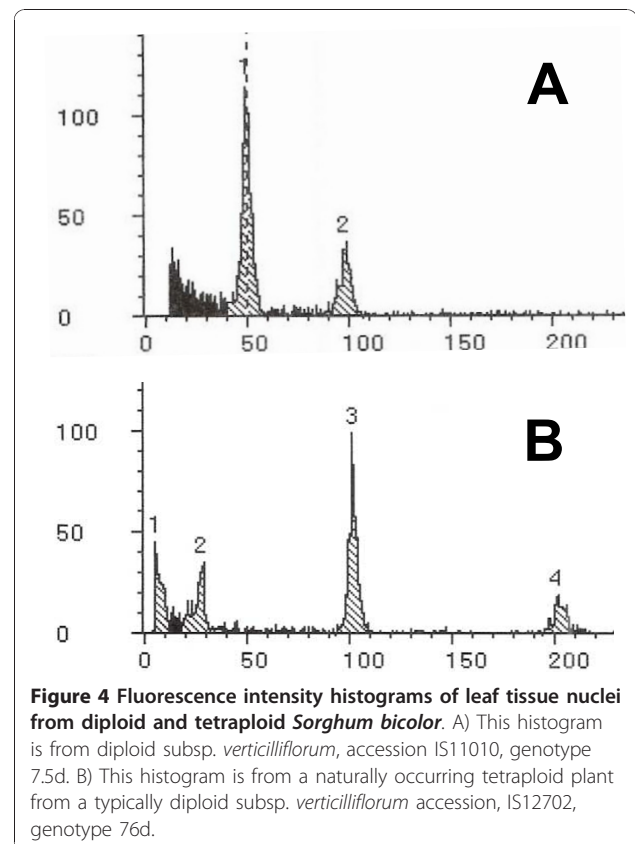 A
1
2
100
50
0
0 50 100 150 200
B
3
1
2
4
100
50
0
0 50 100 150 200
Figure 4 Fluorescence intensity histograms of leaf tissue nuclei
from diploid and tetraploid Sorghum bicolor. A) This histogram
is from diploid subsp. verticilliflorum, accession IS11010, genotype
7.5d. B) This histogram is from a naturally occurring tetraploid plant
from a typically diploid subsp. verticilliflorum accession, IS12702,
genotype 76d.